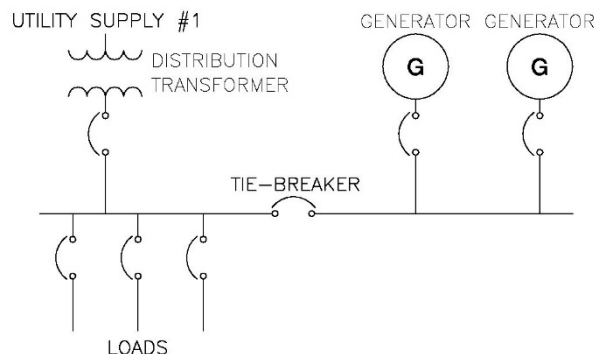 UTILITY SUPPLY #1
GENERATOR GENERATOR
DISTRIBUTION
TRANSFORMER
G
G
TIE-BREAKER
LOADS